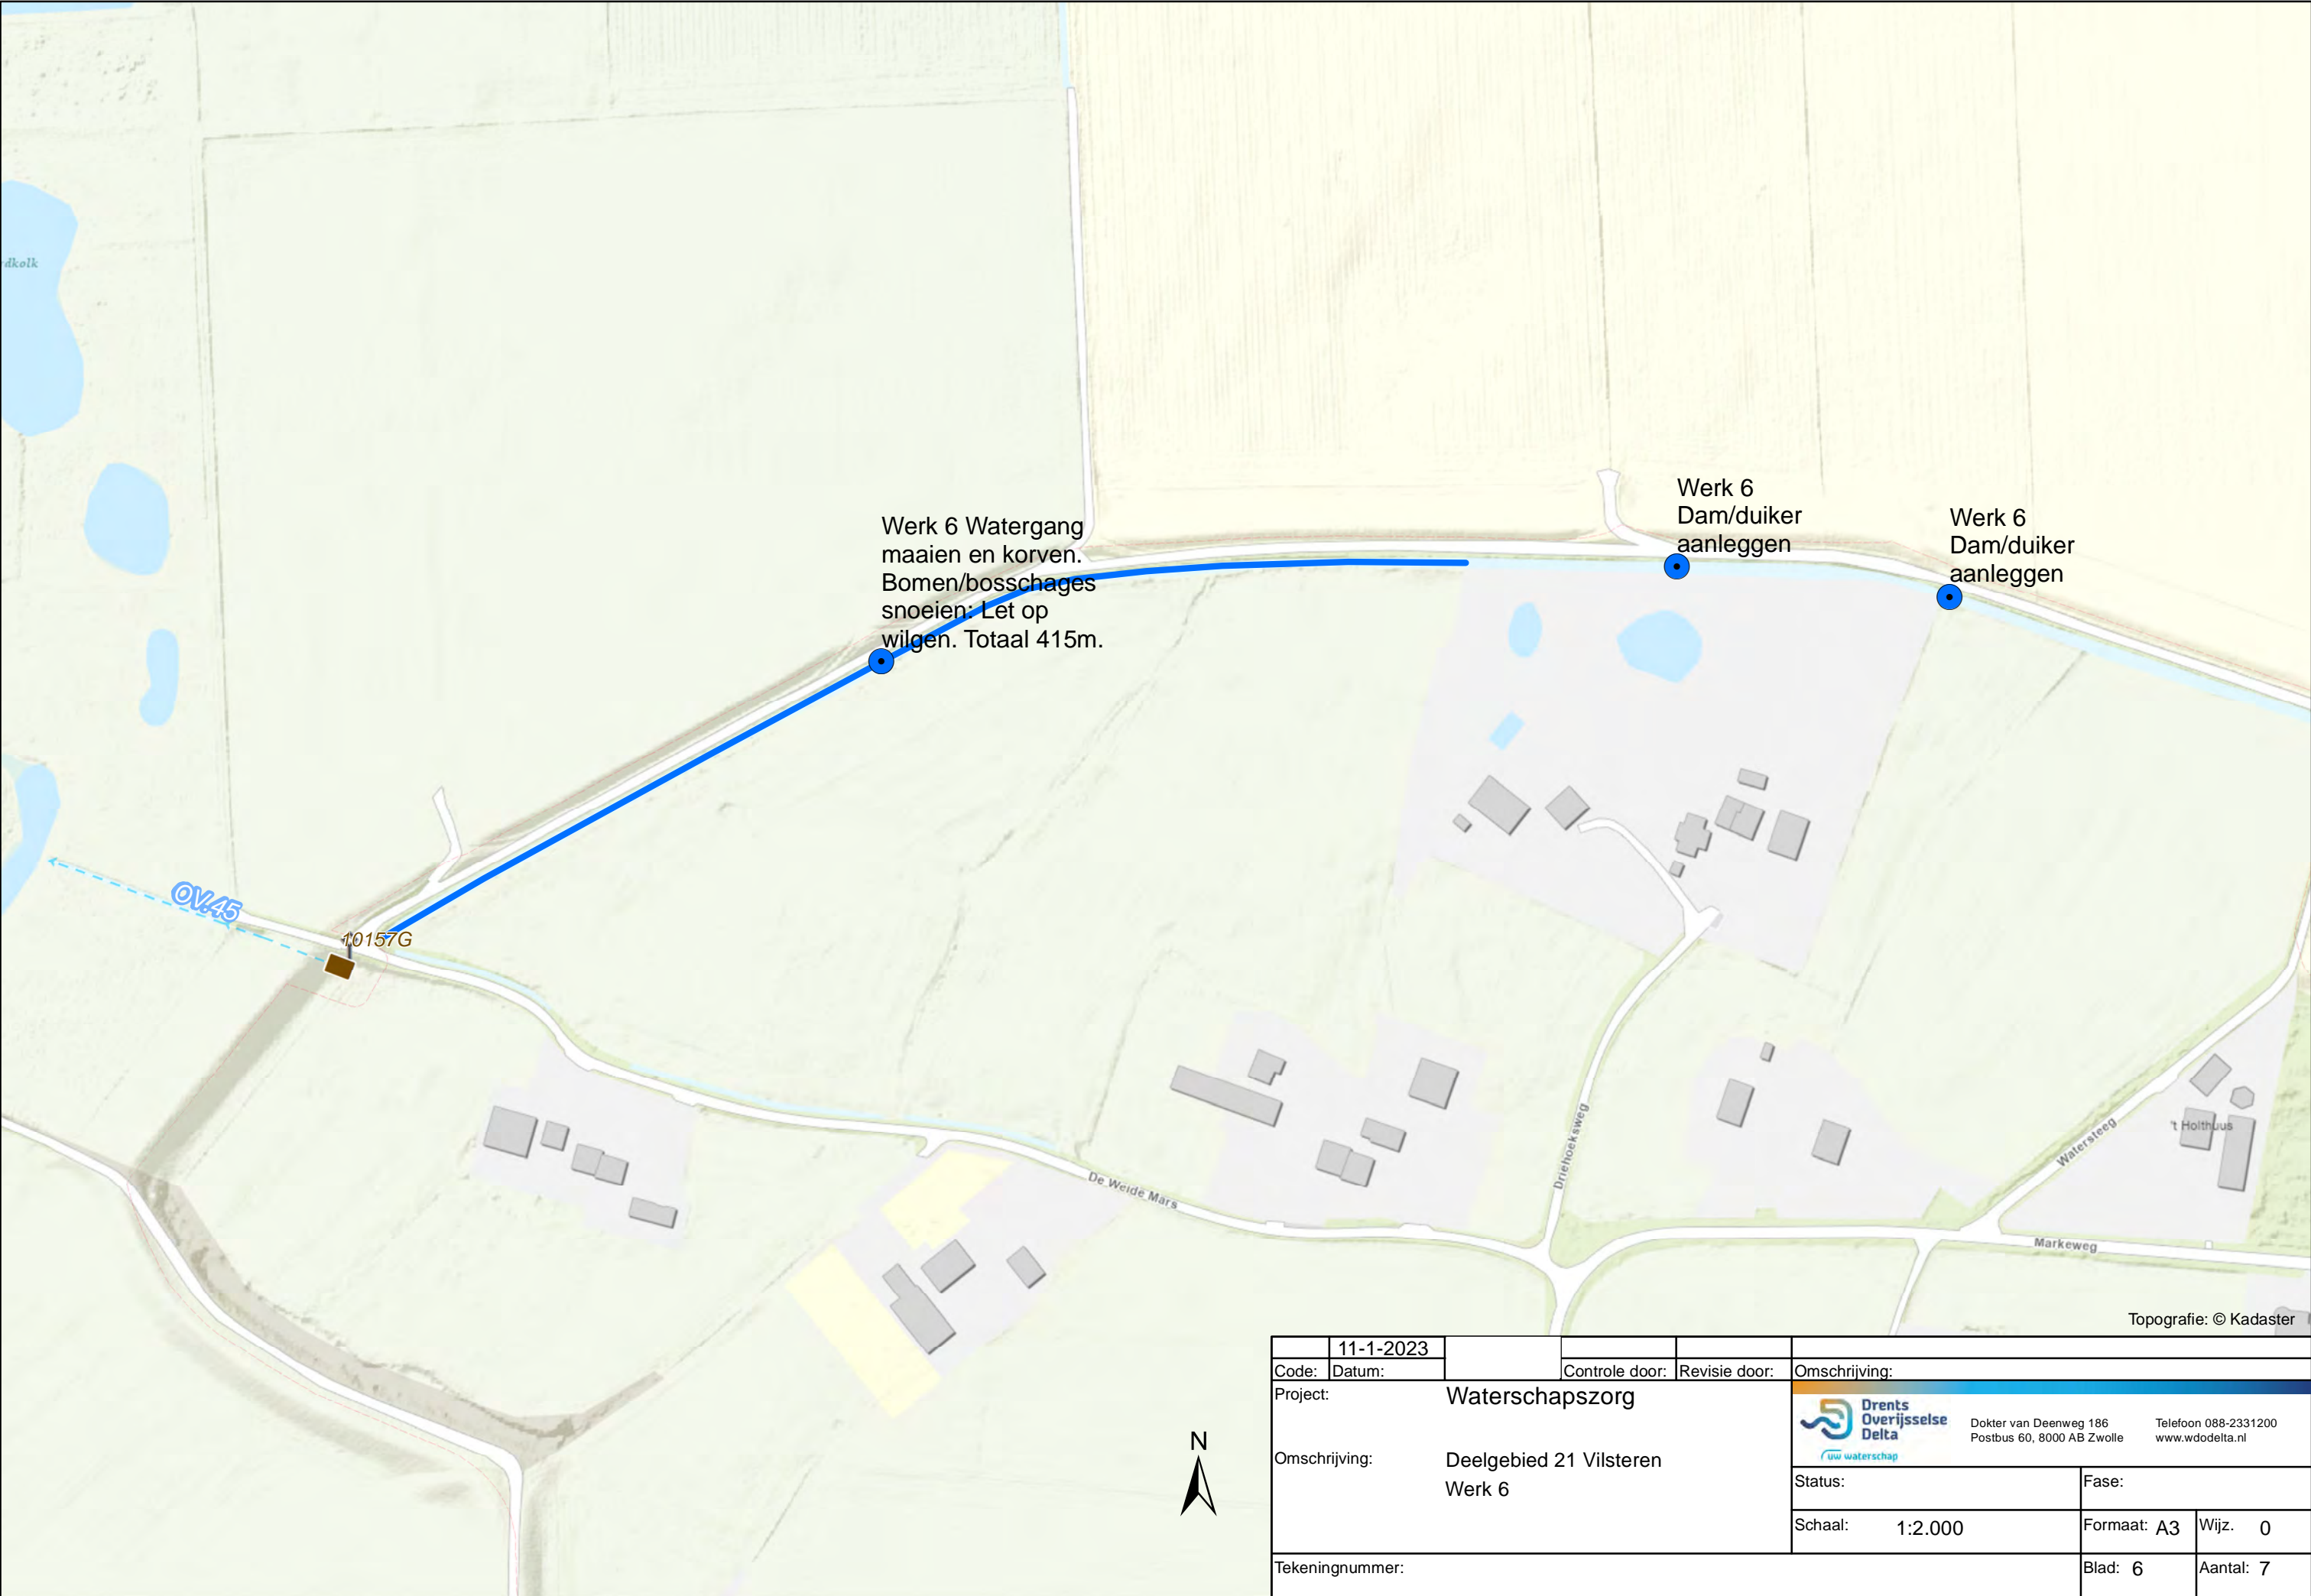 rdkolk
Werk 6
Dam/duiker
aanleggen
Werk 6
Dam/duiker
aanleggen
Werk 6 Watergang
maaien en korven.
Bomen/bosschages
snoeien: Let op
wilgen. Totaal 415m.
OV.45
10157G
Driehoeksweg
Watersteeg
't Holthuus
De Weide Mars
Markeweg
Topografie: © Kadaster
N
11-1-2023
Code: Datum: Controle door: Revisie door: Omschrijving:
Project: Waterschapszorg
Omschrijving: Deelgebied 21 Vilsteren
Werk 6
Drents
Overijsselse
Delta
uw waterschap
Dokter van Deenweg 186
Postbus 60, 8000 AB Zwolle
Telefoon 088-2331200
www.wdodelta.nl
Status: Fase:
Schaal: 1:2.000 Formaat: A3 Wijz. 0
Tekeningnummer: Blad: 6 Aantal: 7